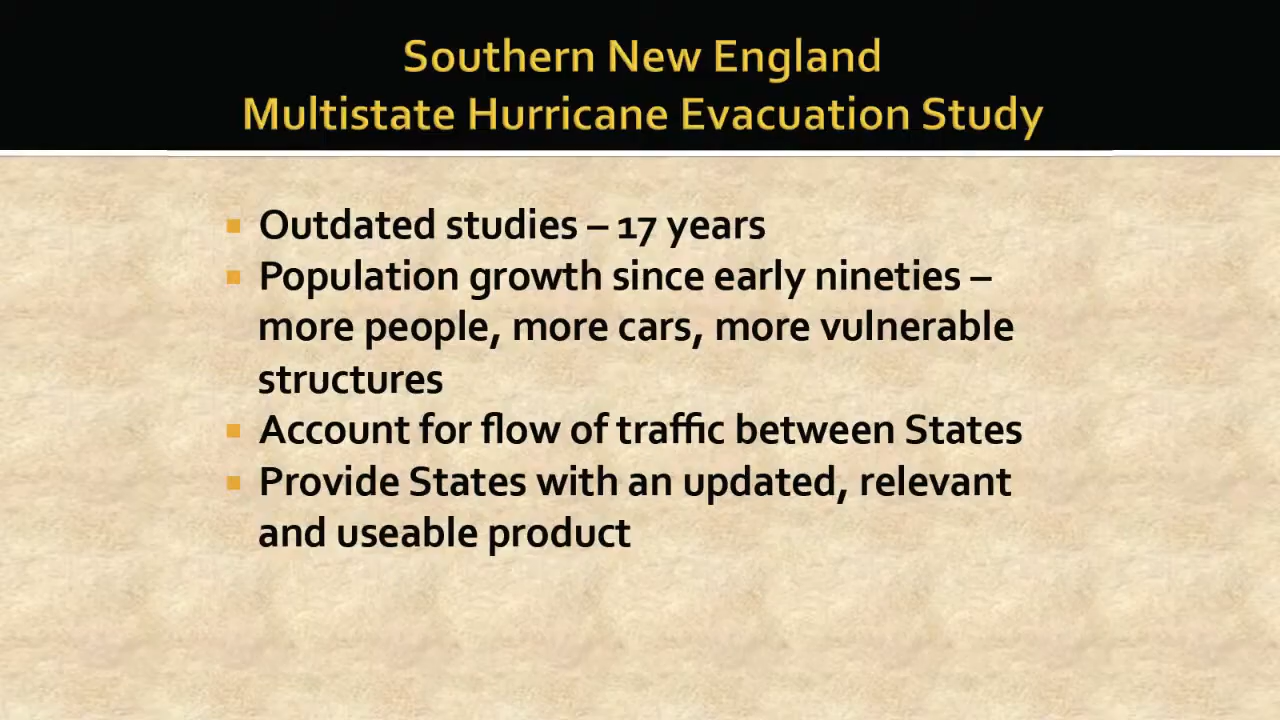 Southern New England
Multistate Hurricane Evacuation Study
▪ Outdated studies – 17 years
▪ Population growth since early nineties –
more people, more cars, more vulnerable
structures
▪ Account for flow of traffic between States
▪ Provide States with an updated, relevant
and useable product